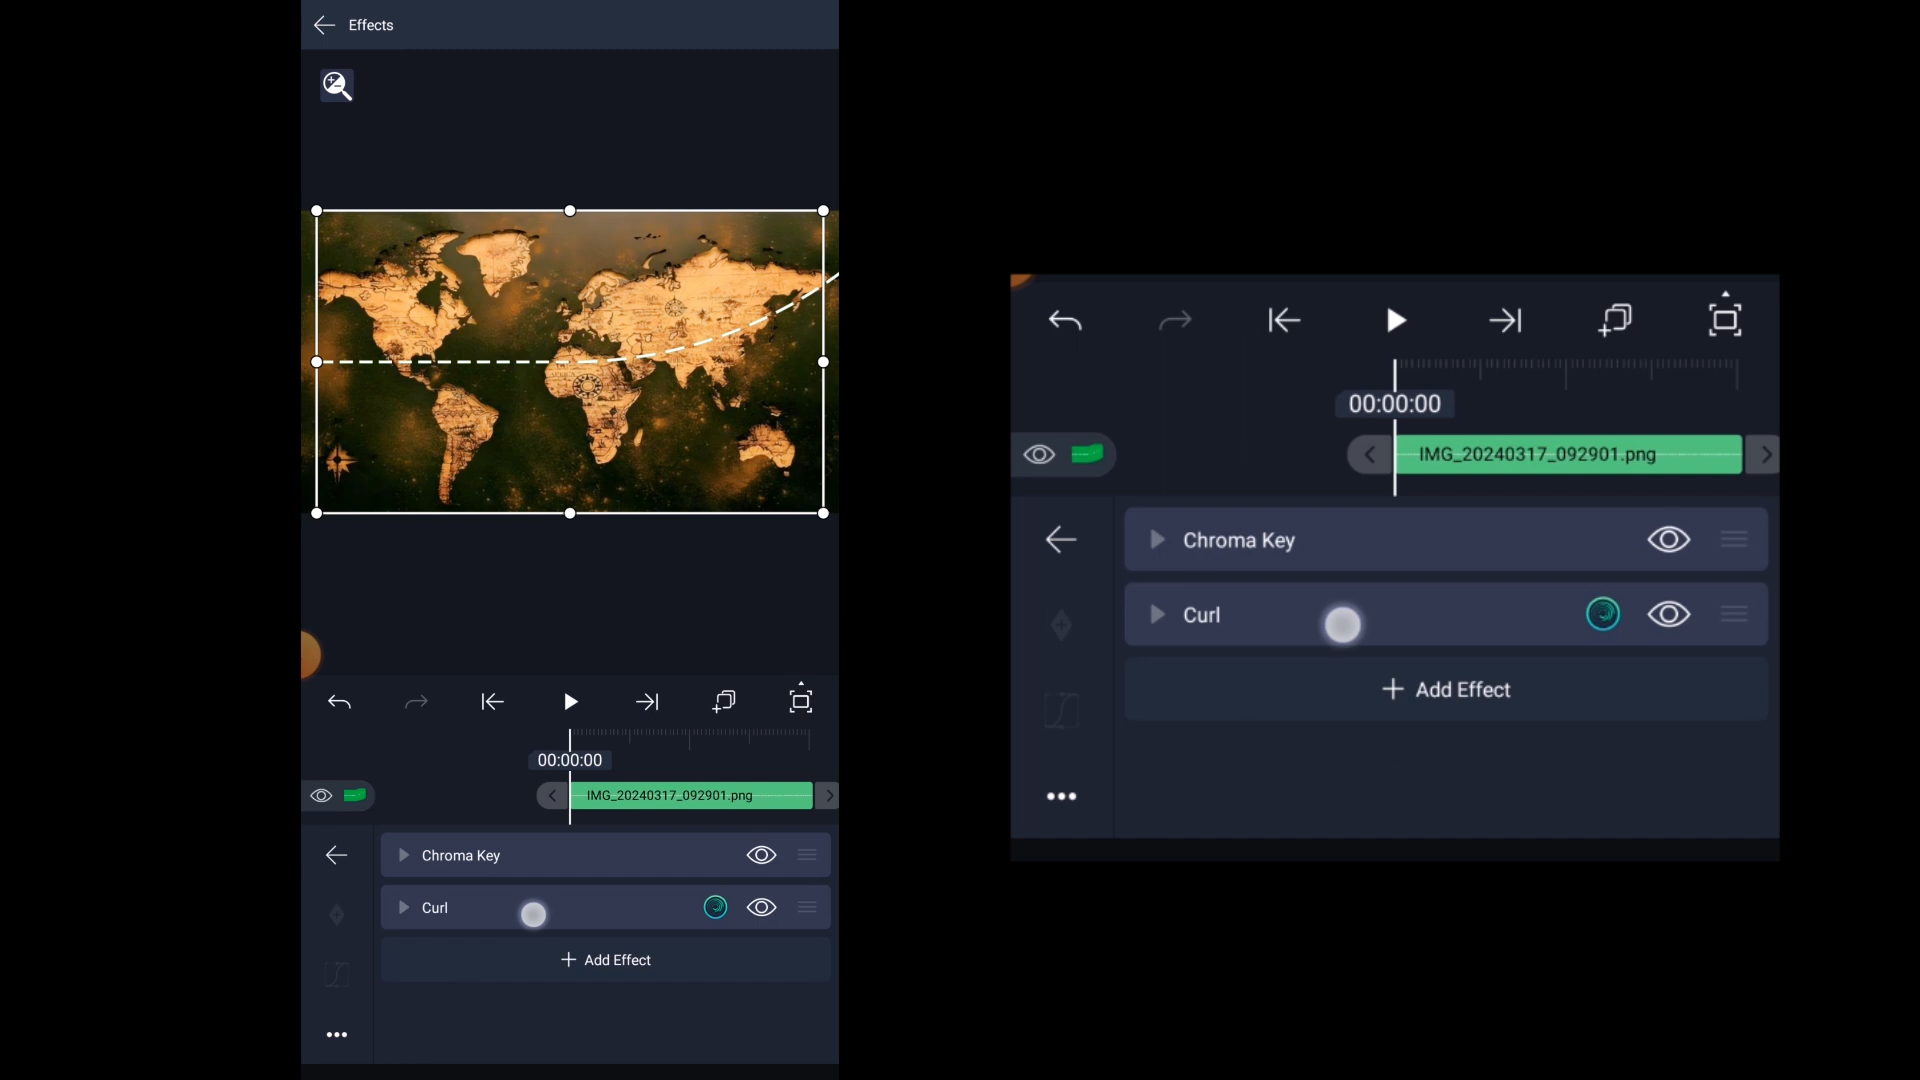 Effects
00:00:00
IMG_20240317_092901.png
Chroma Key
Curl
Add Effect
00:00:00
IMG_20240317_092901.png
Chroma Key
Curl
Add Effect